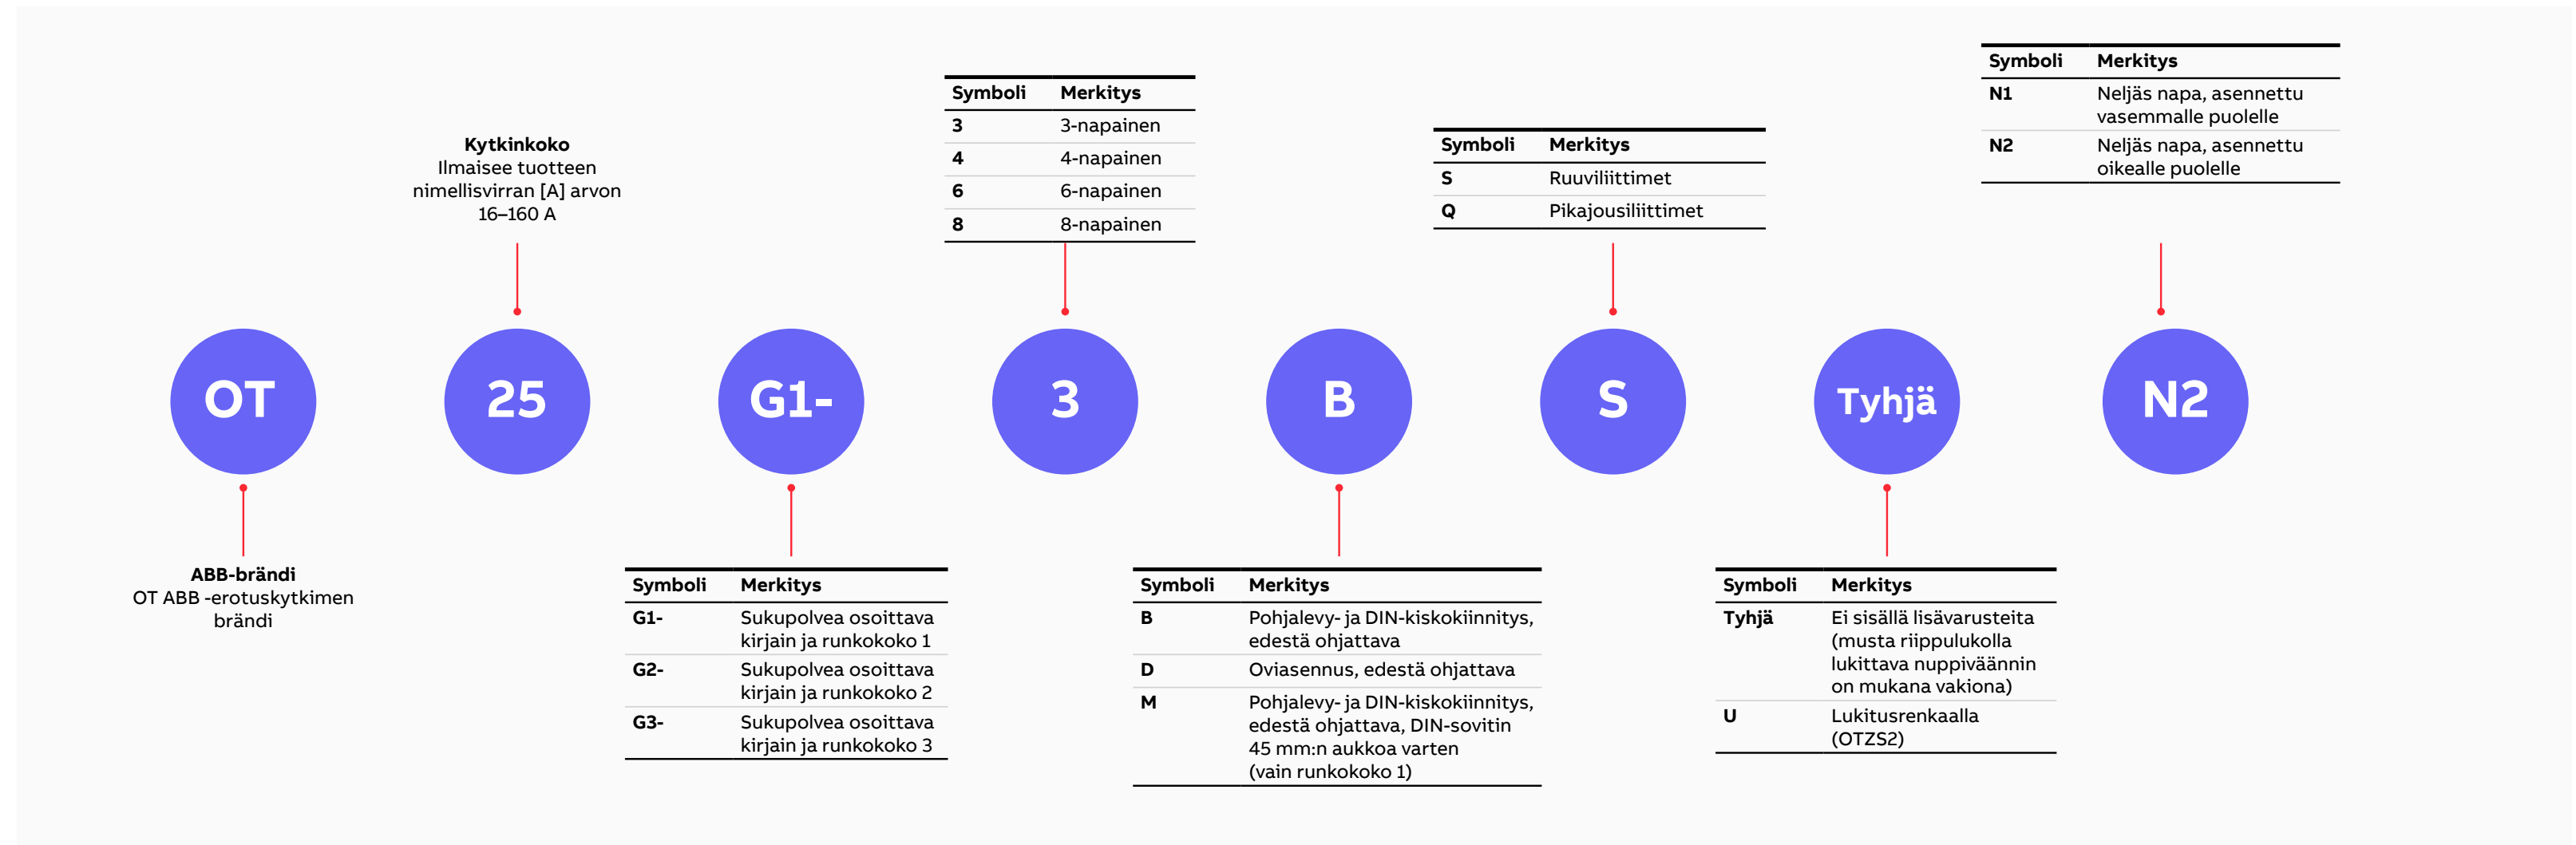 Kytkinkoko
Ilmaisee tuotteen
nimellisvirran [A] arvon
16–160 A
Symboli Merkitys
3 3-napainen
4 4-napainen
6 6-napainen
8 8-napainen
Symboli Merkitys
S Ruuviliittimet
Q Pikajousiliittimet
Symboli Merkitys
N1 Neljäs napa, asennettu
vasemmalle puolelle
N2 Neljäs napa, asennettu
oikealle puolelle
OT
25
G1-
3
B
S
Tyhjä
N2
ABB-brändi
OT ABB -erotuskytkimen
brändi
Symboli Merkitys
G1- Sukupolvea osoittava
kirjain ja runkokoko 1
G2- Sukupolvea osoittava
kirjain ja runkokoko 2
G3- Sukupolvea osoittava
kirjain ja runkokoko 3
Symboli Merkitys
B Pohjalevy- ja DIN-kiskokiinnitys,
edestä ohjattava
D Oviasennus, edestä ohjattava
M Pohjalevy- ja DIN-kiskokiinnitys,
edestä ohjattava, DIN-sovitin
45 mm:n aukkoa varten
(vain runkokoko 1)
Symboli Merkitys
Tyhjä Ei sisällä lisävarusteita
(musta riippulukolla
lukittava nuppiväännin
on mukana vakiona)
U Lukitusrenkaalla
(OTZS2)